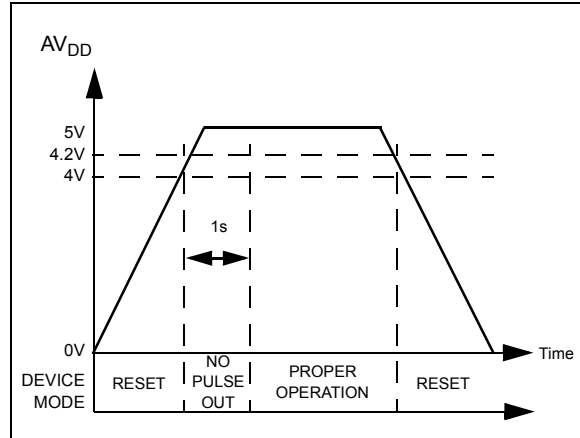 AVDD
5V
4.2V
4V
1s
0V
Time
DEVICE
MODE
RESET
NO
PULSE
OUT
PROPER
OPERATION
RESET